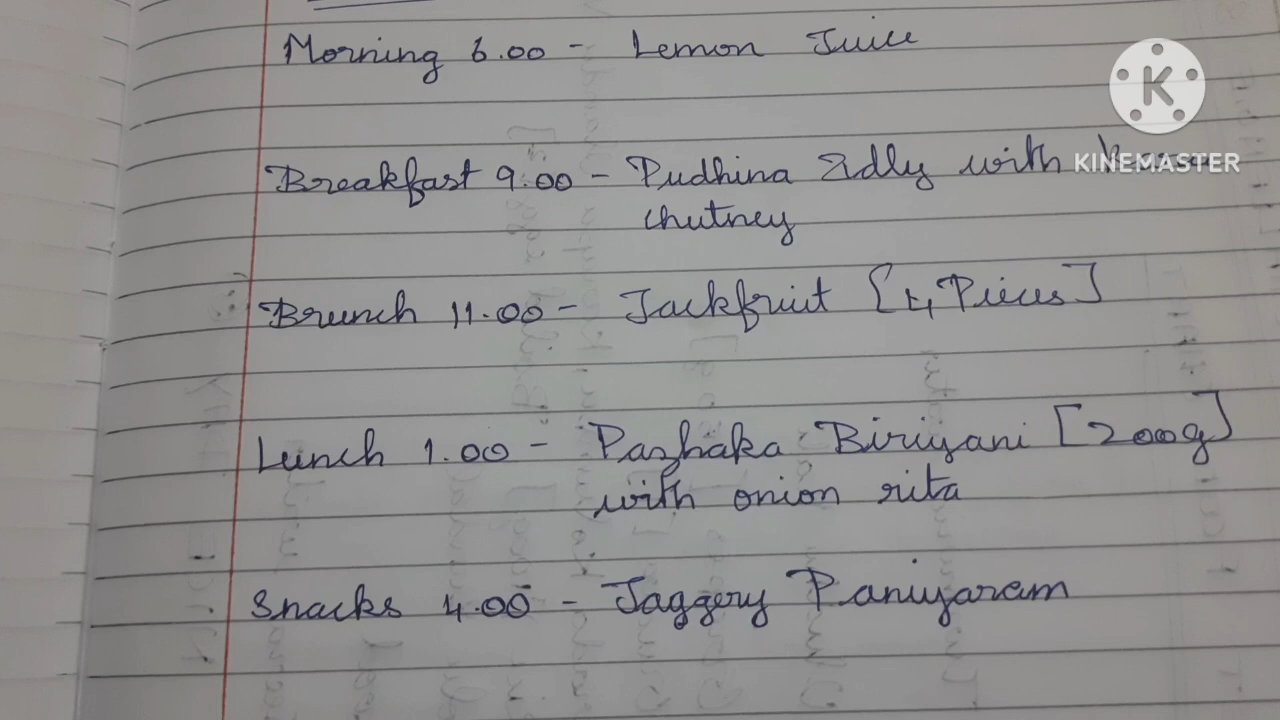 Morning 6.00 - Lemon Juice
KINEMASTER
Breakfast 9.00 - Pudhina Idly with
chutney
Brunch 11.00 - Jackfruit [4 Pieces]
Lunch 1.00 - Pazhaka Biriyani [200g]
with onion rita
Snacks 4.00 - Jaggery Paniyaram